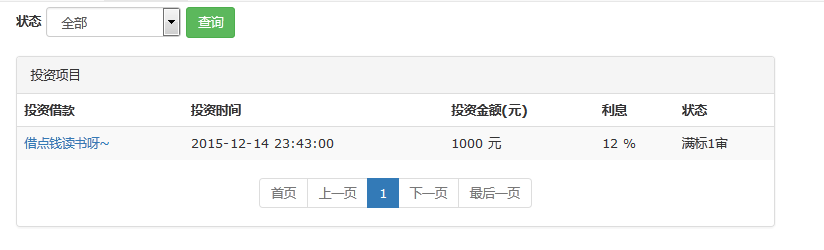 状态 全部 查询
投资项目
投资借款 投资时间 投资金额(元) 利息 状态
借点钱读书呀~ 2015-12-14 23:43:00 1000 元 12 % 满标1审
首页 上一页 1 下一页 最后一页